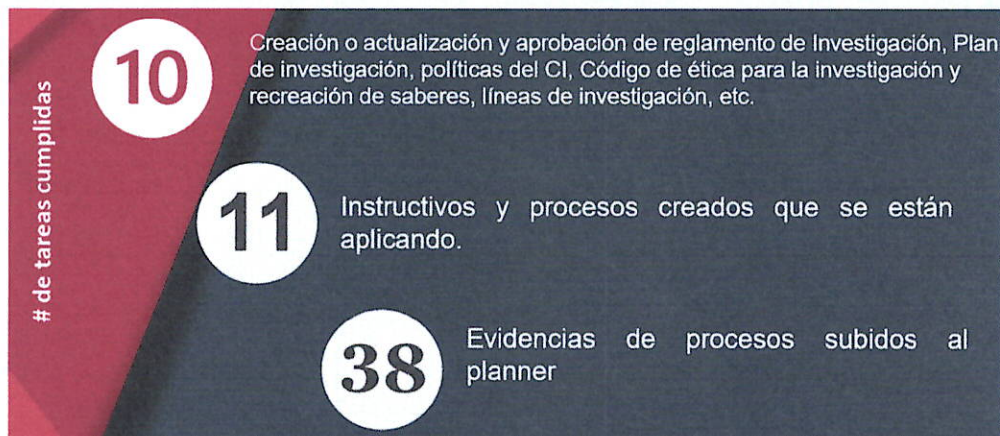 # de tareas cumplidas
10
Creación o actualización y aprobación de reglamento de Investigación, Plan
de investigación, políticas del CI, Código de ética para la investigación y
recreación de saberes, líneas de investigación, etc.
11
Instructivos y procesos creados que se están
aplicando.
38
Evidencias de procesos subidos al
planner